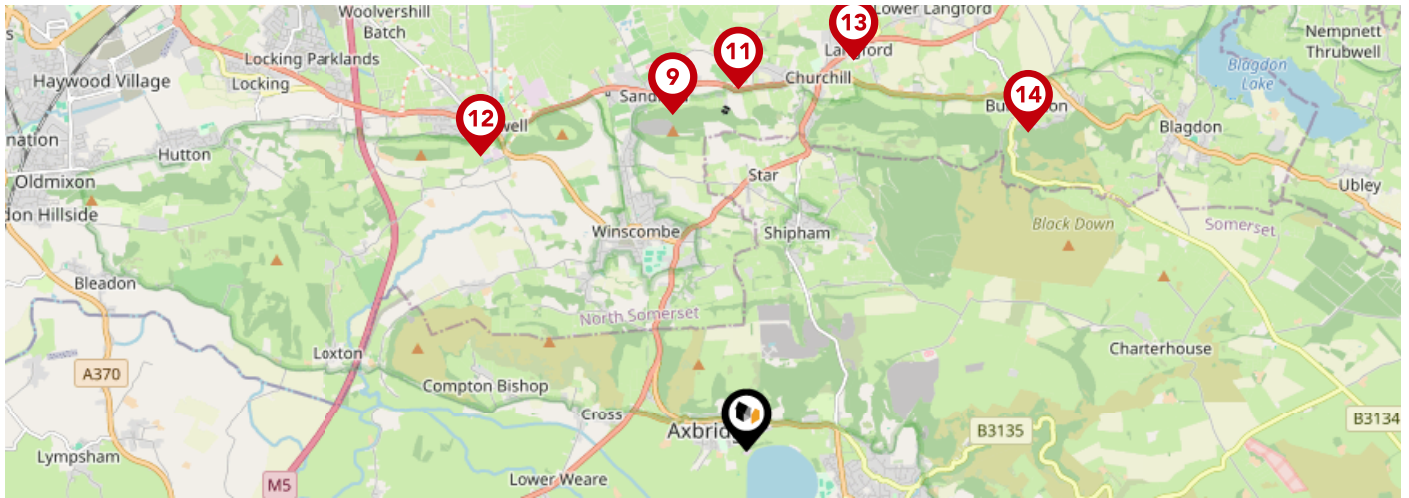 Woolvershill
Batch
13
Lower Langford
Nempnett
Thrubwell
11
Langford
Locking Parklands
9
Churchill
Blagdon
Lake
Haywood Village
Locking
14
Blagdon
12
Hutton
Star
Ubley
Oldmixon
Winscombe
Shipham
Black Down
Somerset
Bleadon
North Somerset
Loxton
Charterhouse
A370
Compton Bishop
Cross
B3135
B3134
Lympsham
M5
Lower Weare